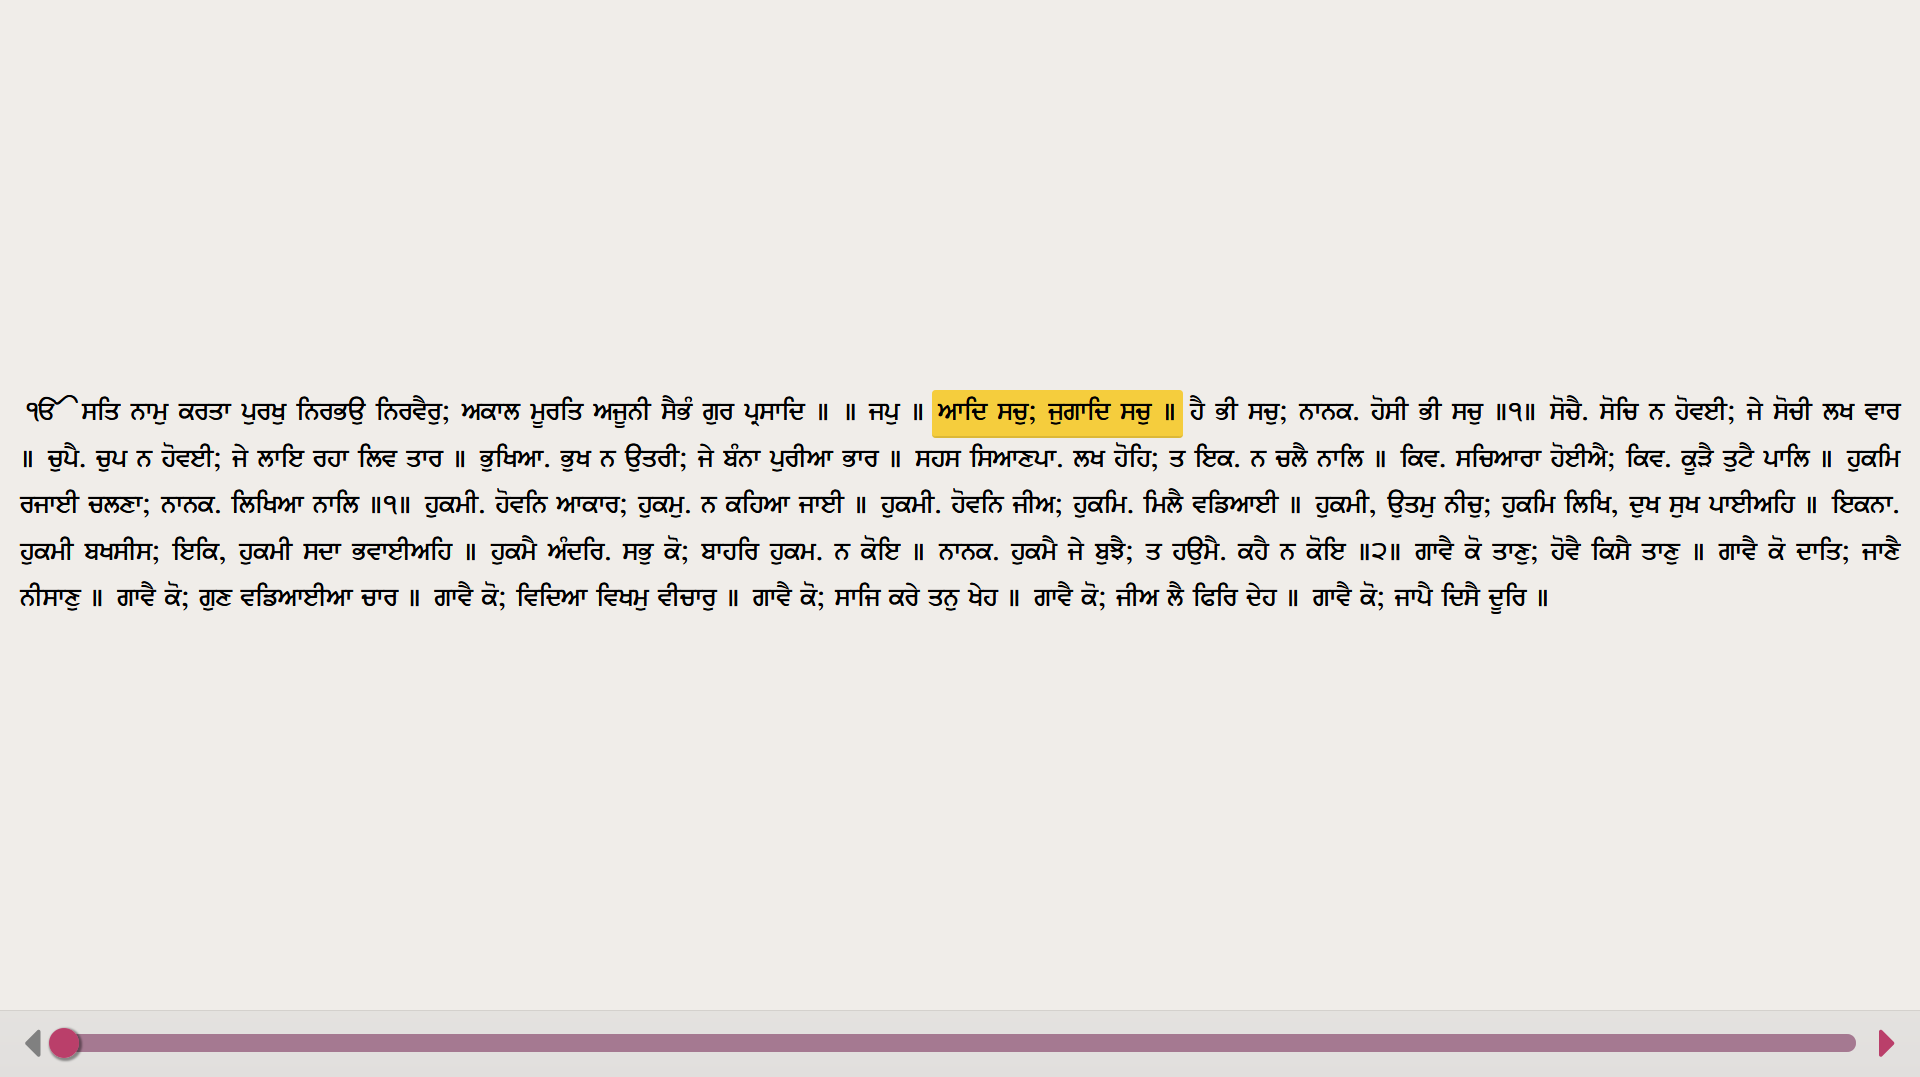 ੴ ਸਤਿ ਨਾਮੁ ਕਰਤਾ ਪੁਰਖੁ ਨਿਰਭਉ ਨਿਰਵੈਰੁ; ਅਕਾਲ ਮੂਰਤਿ ਅਜੂਨੀ ਸੈਭੰ ਗੁਰ ਪ੍ਰਸਾਦਿ ॥ ॥ ਜਪੁ ॥ ਆਦਿ ਸਚੁ; ਜੁਗਾਦਿ ਸਚੁ ॥ ਹੈ ਭੀ ਸਚੁ; ਨਾਨਕ. ਹੋਸੀ ਭੀ ਸਚੁ ॥੧॥ ਸੋਚੈ. ਸੋਚਿ ਨ ਹੋਵਈ; ਜੇ ਸੋਚੀ ਲਖ ਵਾਰ
॥ ਚੁਪੈ. ਚੁਪ ਨ ਹੋਵਈ; ਜੇ ਲਾਇ ਰਹਾ ਲਿਵ ਤਾਰ ॥ ਭੁਖਿਆ. ਭੁਖ ਨ ਉਤਰੀ; ਜੇ ਬੰਨਾ ਪੁਰੀਆ ਭਾਰ ॥ ਸਹਸ ਸਿਆਣਪਾ. ਲਖ ਹੋਹਿ; ਤ ਇਕ. ਨ ਚਲੈ ਨਾਲਿ ॥ ਕਿਵ. ਸਚਿਆਰਾ ਹੋਈਐ; ਕਿਵ. ਕੂੜੈ ਤੁਟੈ ਪਾਲਿ ॥ ਹੁਕਮਿ
ਰਜਾਈ ਚਲਣਾ; ਨਾਨਕ. ਲਿਖਿਆ ਨਾਲਿ ॥੧॥ ਹੁਕਮੀ. ਹੋਵਨਿ ਆਕਾਰ; ਹੁਕਮੁ. ਨ ਕਹਿਆ ਜਾਈ ॥ ਹੁਕਮੀ. ਹੋਵਨਿ ਜੀਅ; ਹੁਕਮਿ. ਮਿਲੈ ਵਡਿਆਈ ॥ ਹੁਕਮੀ, ਉਤਮੁ ਨੀਚੁ; ਹੁਕਮਿ ਲਿਖਿ, ਦੁਖ ਸੁਖ ਪਾਈਅਹਿ ॥ ਇਕਨਾ.
ਹੁਕਮੀ ਬਖਸੀਸ; ਇਕਿ, ਹੁਕਮੀ ਸਦਾ ਭਵਾਈਅਹਿ ॥ ਹੁਕਮੈ ਅੰਦਰਿ. ਸਭੁ ਕੋ; ਬਾਹਰਿ ਹੁਕਮ. ਨ ਕੋਇ ॥ ਨਾਨਕ. ਹੁਕਮੈ ਜੇ ਬੁਝੈ; ਤ ਹਉਮੈ. ਕਹੈ ਨ ਕੋਇ ॥੨॥ ਗਾਵੈ ਕੋ ਤਾਣੁ; ਹੋਵੈ ਕਿਸੈ ਤਾਣੁ ॥ ਗਾਵੈ ਕੋ ਦਾਤਿ; ਜਾਣੈ
ਨੀਸਾਣੁ ॥ ਗਾਵੈ ਕੋ; ਗੁਣ ਵਡਿਆਈਆ ਚਾਰ ॥ ਗਾਵੈ ਕੋ; ਵਿਦਿਆ ਵਿਖਮੁ ਵੀਚਾਰੁ ॥ ਗਾਵੈ ਕੋ; ਸਾਜਿ ਕਰੇ ਤਨੁ ਖੇਹ ॥ ਗਾਵੈ ਕੋ; ਜੀਅ ਲੈ ਫਿਰਿ ਦੇਹ ॥ ਗਾਵੈ ਕੋ; ਜਾਪੈ ਦਿਸੈ ਦੂਰਿ ॥